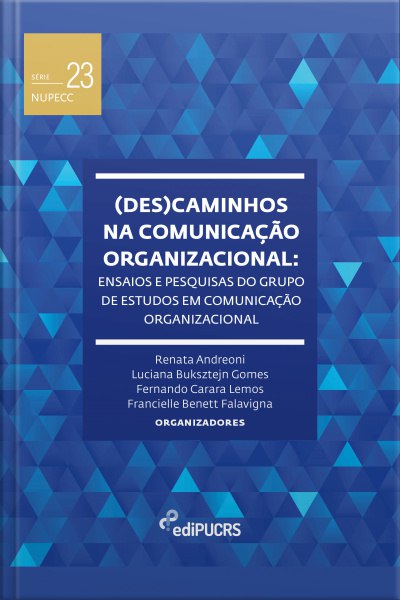 SÉRIE 23
NUPECC
(DES)CAMINHOS
NA COMUNICAÇÃO
ORGANIZACIONAL:
ENSAIOS E PESQUISAS DO GRUPO
DE ESTUDOS EM COMUNICAÇÃO
ORGANIZACIONAL
Renata Andreoni
Luciana Buksztejn Gomes
Fernando Carara Lemos
Francielle Benett Falavigna
ORGANIZADORES
ediPUCRS